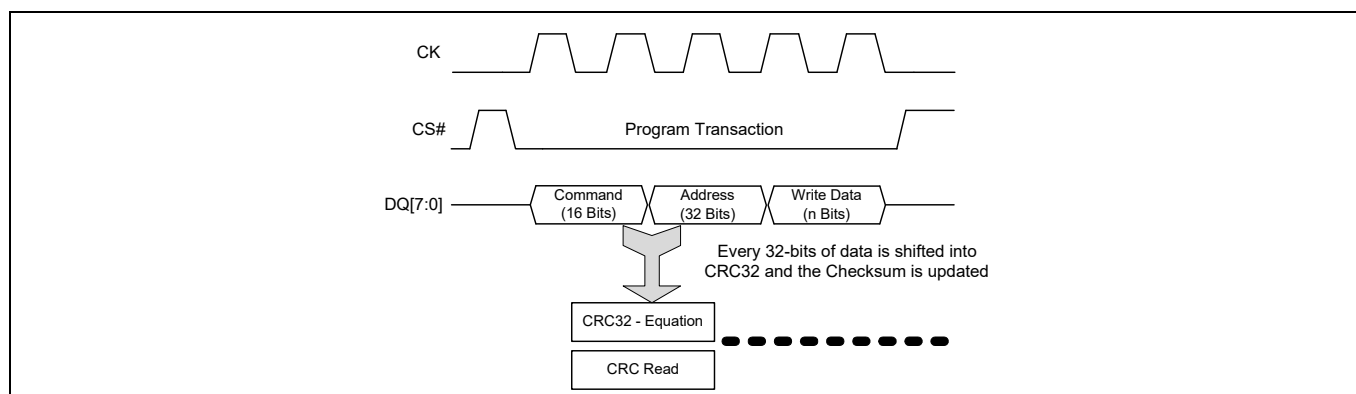 CK
CS#
Program Transaction
DQ[7:0]
Command
(16 Bits)
Address
(32 Bits)
Write Data
(n Bits)
Every 32-bits of data is shifted into
CRC32 and the Checksum is updated
CRC32 - Equation
CRC Read